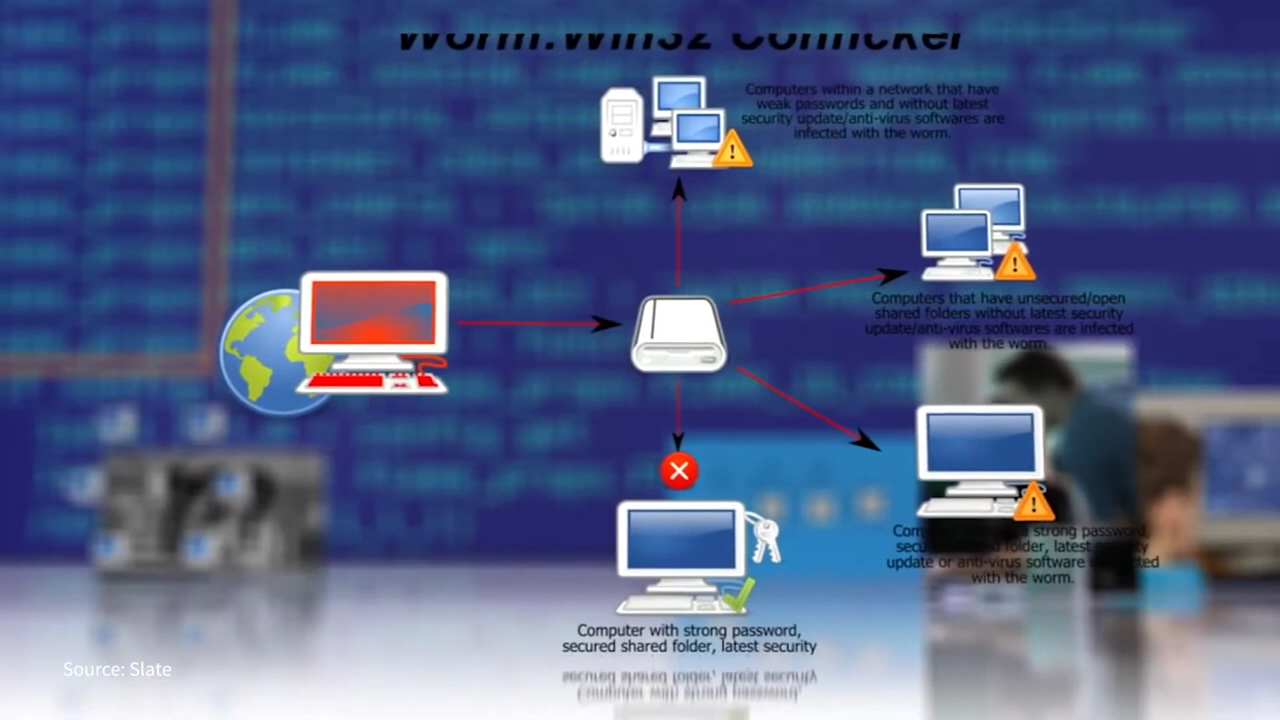 Worm:Win32 Conficker
Computers within a network that have
weak passwords and without latest
security update/anti-virus softwares are
infected with the worm.
Computers that have unsecured/open
shared folders without latest security
update/anti-virus softwares are infected
with the worm.
strong password,
folder, latest
update or anti-virus software
with the worm.
Computer with strong password,
secured shared folder, latest security
Source: Slate